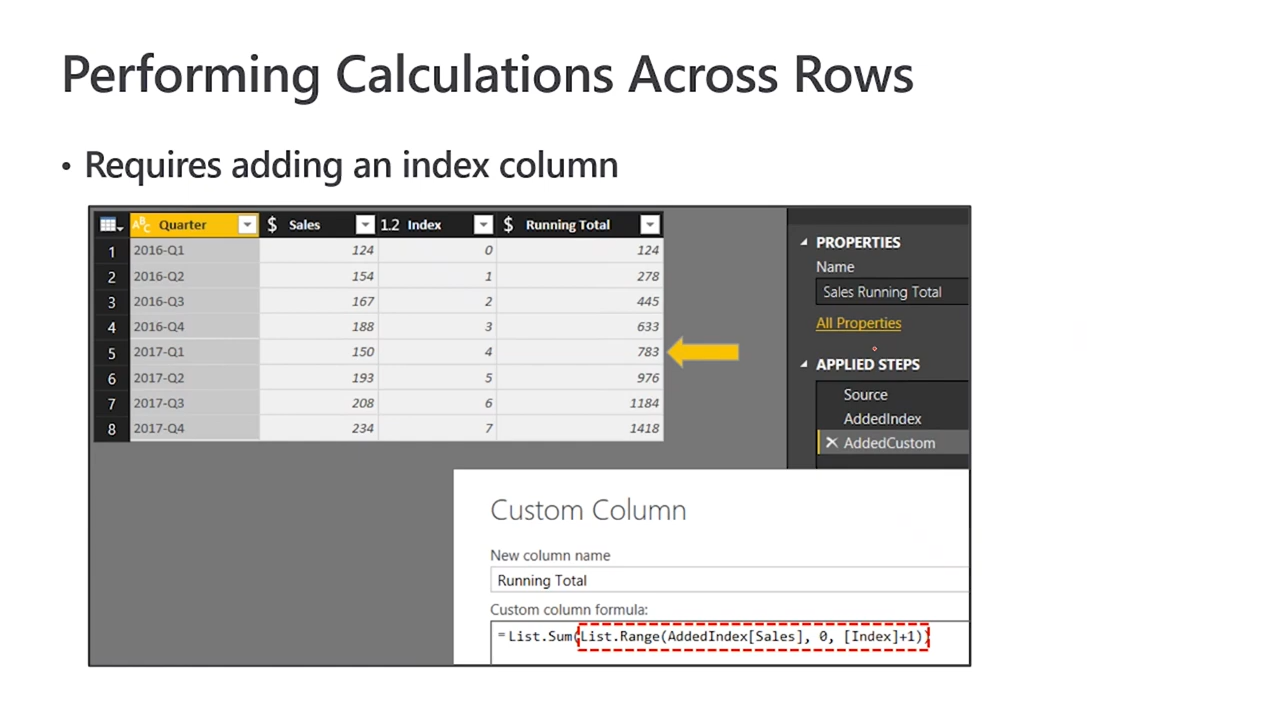 Performing Calculations Across Rows
• Requires adding an index column
ABC Quarter $ Sales 1.2 Index $ Running Total
1 2016-Q1 124 0 124
2 2016-Q2 154 1 278
3 2016-Q3 167 2 445
4 2016-Q4 188 3 633
5 2017-Q1 150 4 783
6 2017-Q2 193 5 976
7 2017-Q3 208 6 1184
8 2017-Q4 234 7 1418
PROPERTIES
Name
Sales Running Total
All Properties
APPLIED STEPS
Source
AddedIndex
AddedCustom
Custom Column
New column name
Running Total
Custom column formula:
=List.Sum(List.Range(AddedIndex[Sales], 0, [Index]+1))